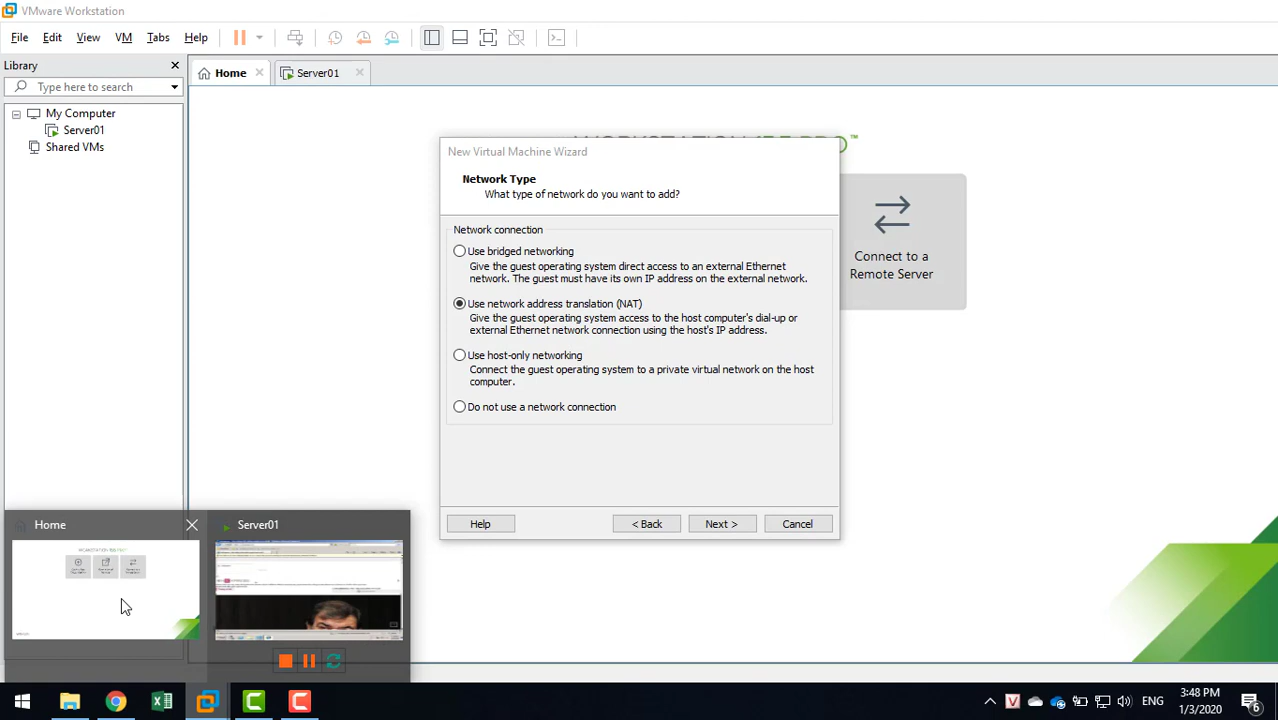 VMware Workstation
File Edit View VM Tabs Help
Library
Home
Server01
Type here to search
My Computer
Server01
Shared VMs
New Virtual Machine Wizard
Network Type
What type of network do you want to add?
Network connection
Use bridged networking
Give the guest operating system direct access to an external Ethernet
network. The guest must have its own IP address on the external network.
Use network address translation (NAT)
Give the guest operating system access to the host computer's dial-up or
external Ethernet network connection using the host's IP address.
Use host-only networking
Connect the guest operating system to a private virtual network on the host
computer.
Do not use a network connection
Help
< Back
Next >
Cancel
Connect to a
Remote Server
Home
Server01
ENG
3:48 PM
1/3/2020
6